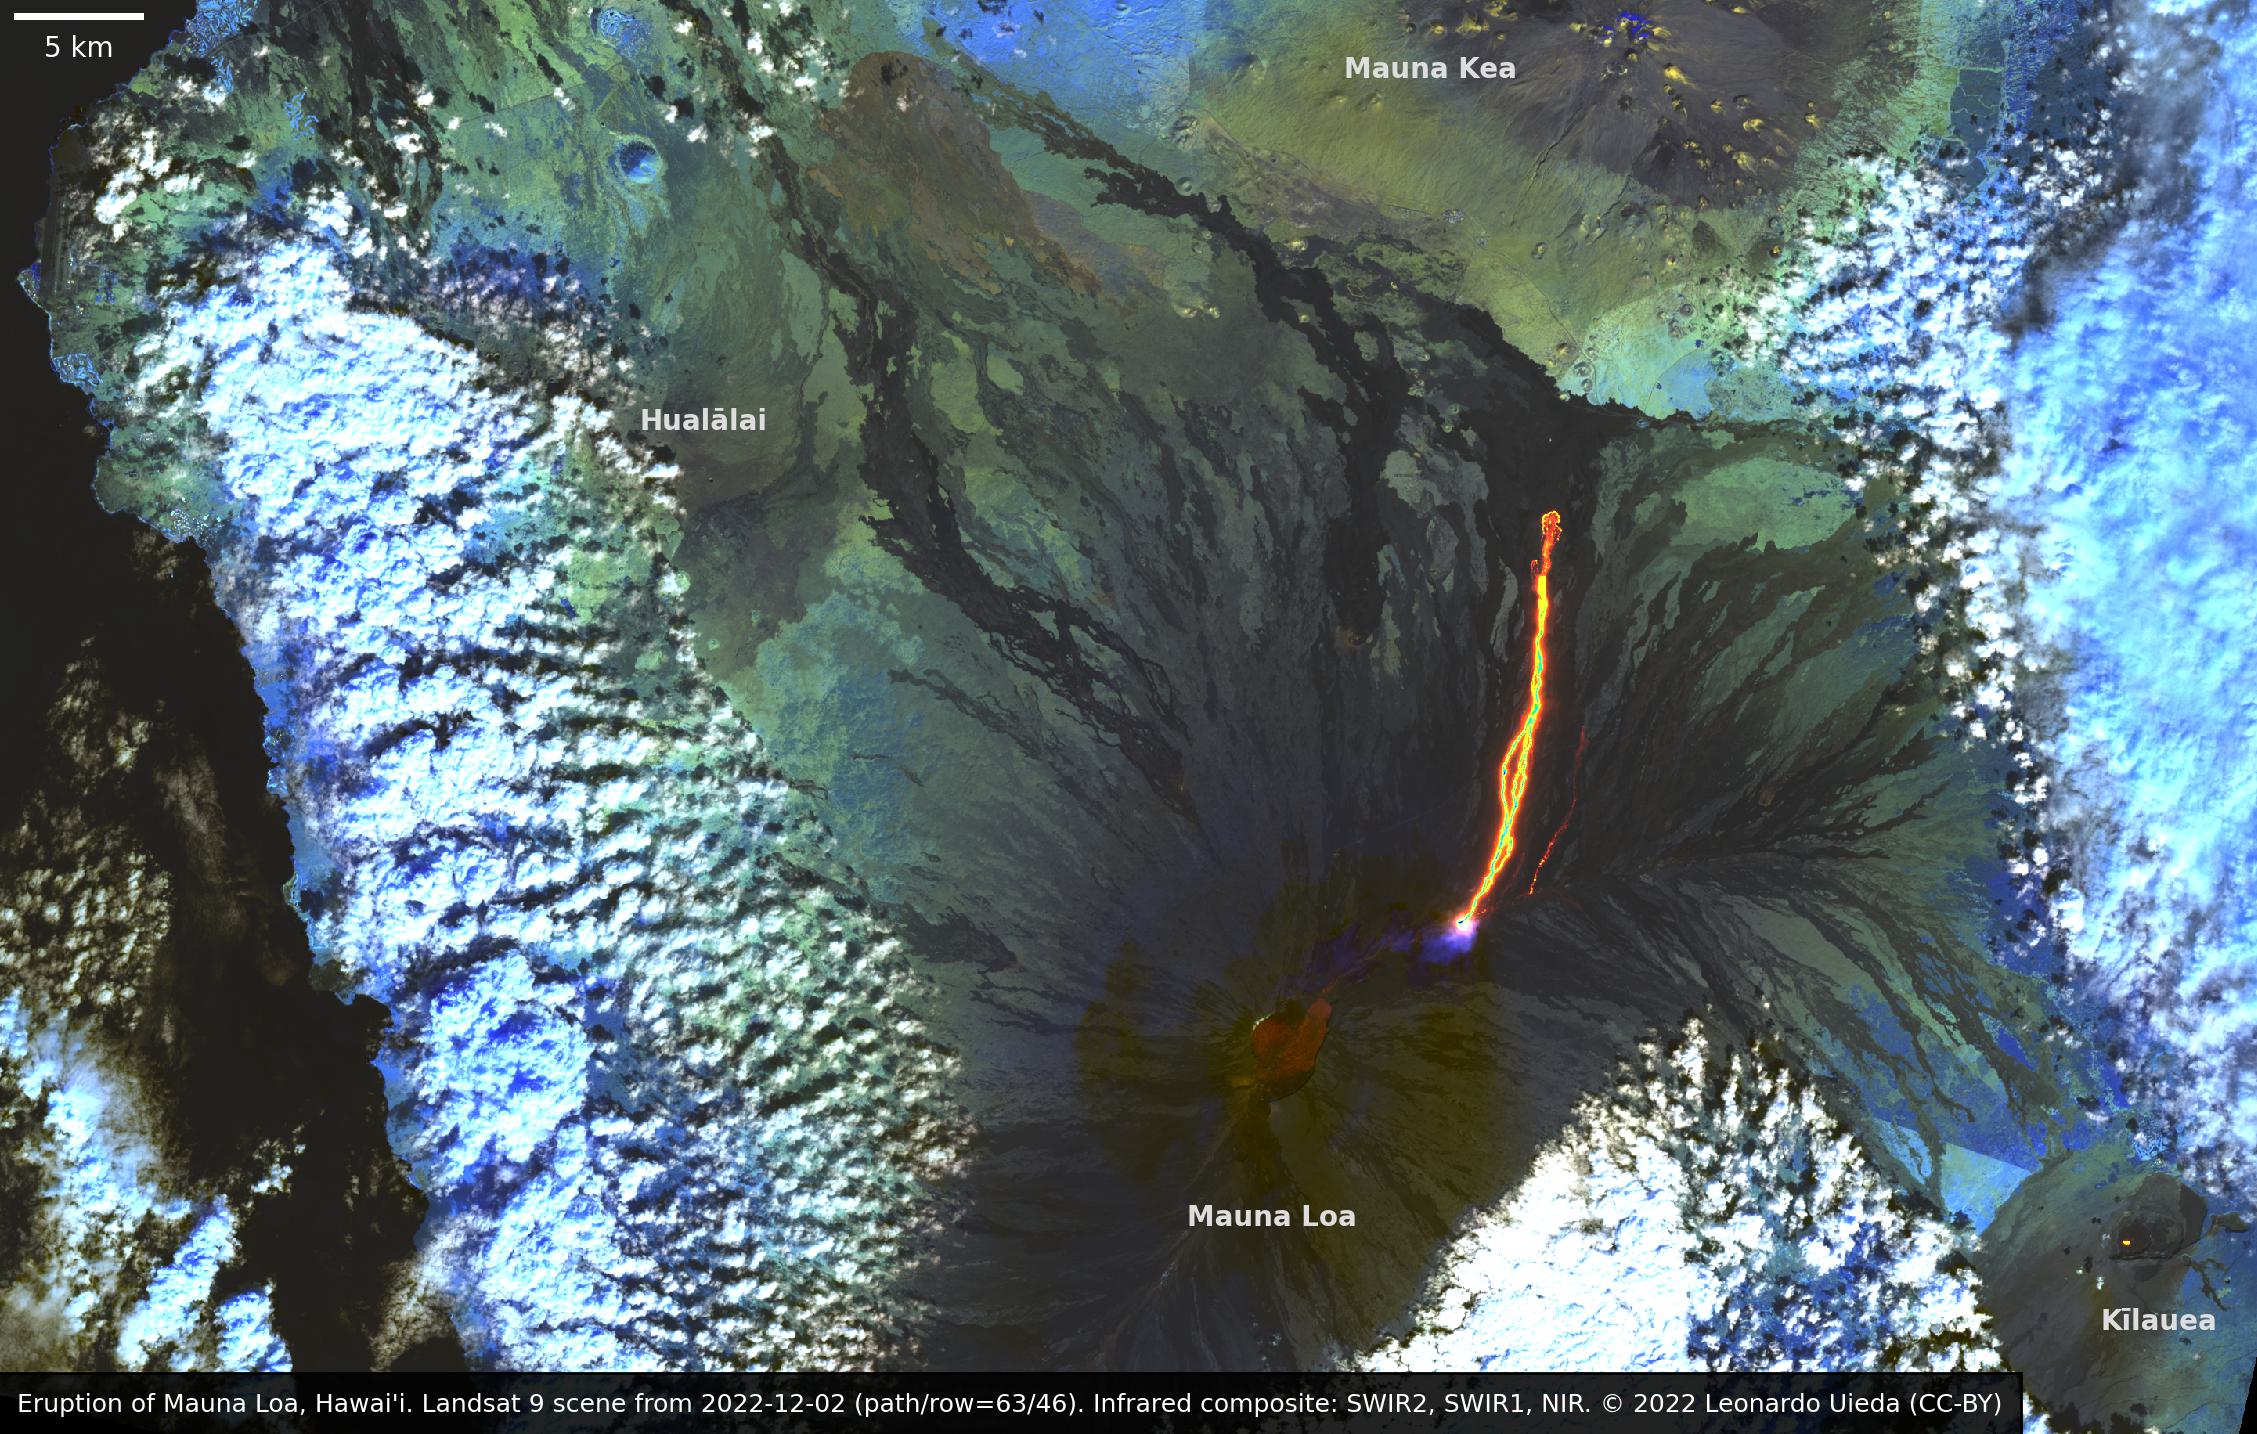 5 km
Mauna Kea
Hualālai
Mauna Loa
Kīlauea
Eruption of Mauna Loa, Hawai'i. Landsat 9 scene from 2022-12-02 (path/row=63/46). Infrared composite: SWIR2, SWIR1, NIR. © 2022 Leonardo Uieda (CC-BY)